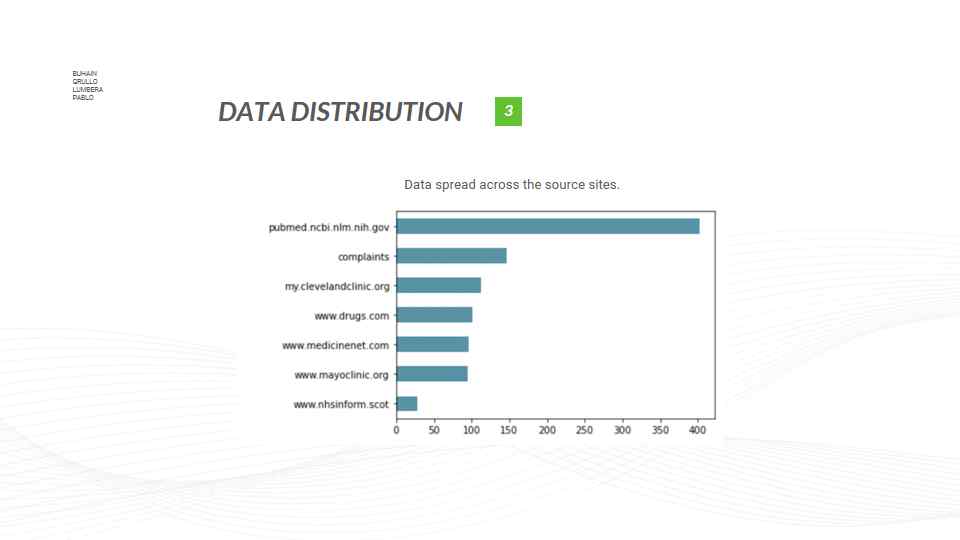 BUHAIN
QRULLO
LUMBERA
PABLO
DATA DISTRIBUTION 3
Data spread across the source sites.
pubmed.ncbi.nlm.nih.gov
complaints
my.clevelandclinic.org
www.drugs.com
www.medicinenet.com
www.mayoclinic.org
www.nhsinform.scot
0 50 100 150 200 250 300 350 400